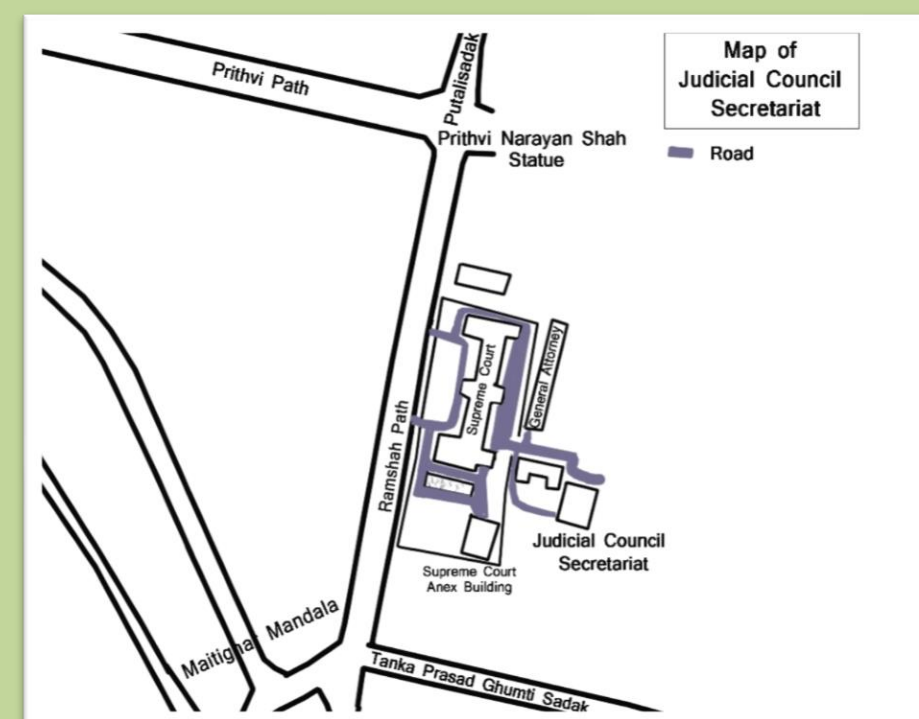 Map of
Judicial Council
Secretariat
Road
Prithvi Path
Putalisadak
Prithvi Narayan Shah
Statue
General Attorney
Supreme Court
Ramshah Path
Judicial Council
Secretariat
Supreme Court
Anex Building
Maitighar Mandala
Tanka Prasad Ghumti Sadak